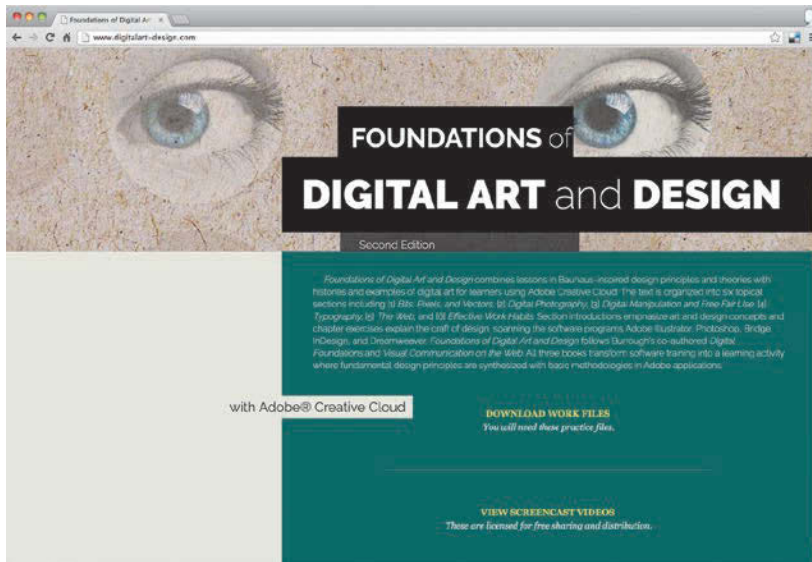 Foundations of Digital Ar
www.digitalart-design.com
FOUNDATIONS of
DIGITAL ART and DESIGN
Second Edition
Foundations of Digital Art and Design combines lessons in Bauhaus-inspired design principles and theories with
histories and examples of digital art for learners using Adobe Creative Cloud. The text is organized into six topical
sections including [1] Bits, Pixels, and Vectors, [2] Digital Photography, [3] Digital Manipulation and Free Fair Use, [4]
Typography, [5] The Web, and [6] Effective Work Habits. Section introductions emphasize art and design concepts and
chapter exercises explain the craft of design, spanning the software programs Adobe Illustrator, Photoshop, Bridge,
InDesign, and Dreamweaver. Foundations of Digital Art and Design follows Burrough's co-authored Digital
Foundations and Visual Communication on the Web. All three books transform software training into a learning activity
where fundamental design principles are synthesized with basic methodologies in Adobe applications.
with Adobe® Creative Cloud
DOWNLOAD WORK FILES
You will need these practice files.
VIEW SCREENCAST VIDEOS
These are licensed for free sharing and distribution.